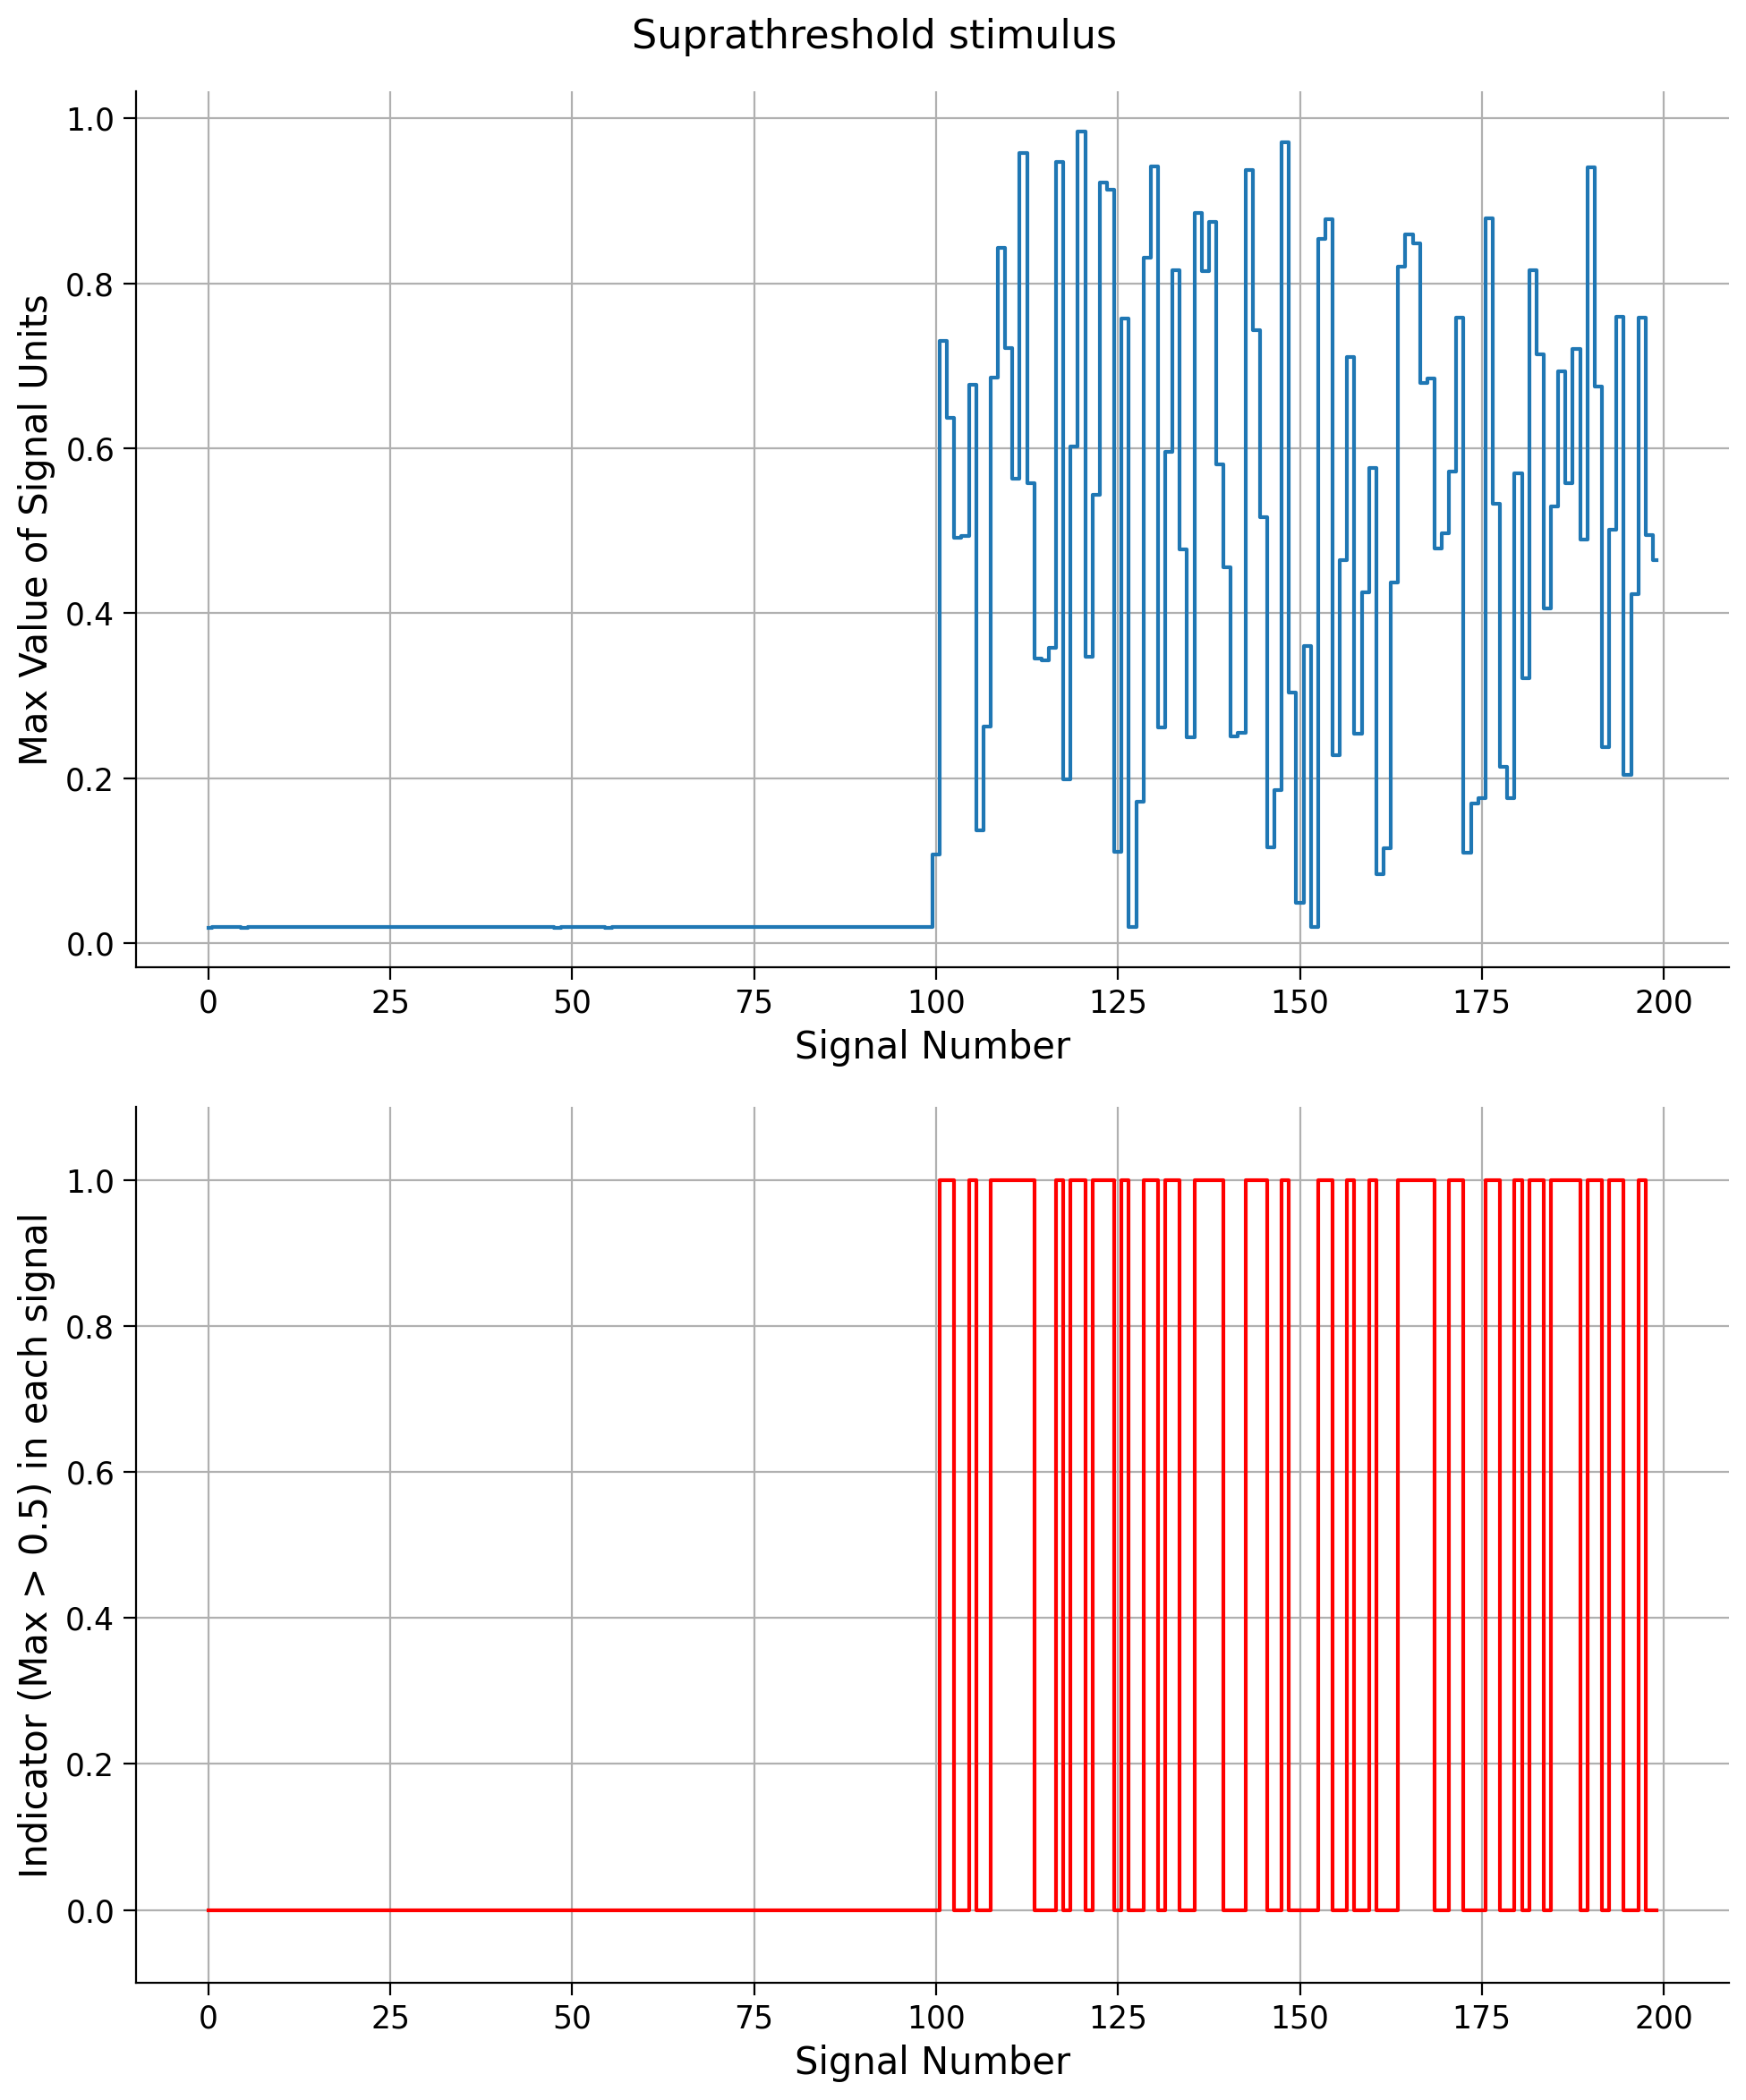 Suprathreshold stimulus
Max Value of Signal Units
1.0
0.8
0.6
0.4
0.2
0.0
0 25 50 75 100 125 150 175 200
Signal Number
Indicator (Max > 0.5) in each signal
1.0
0.8
0.6
0.4
0.2
0.0
0 25 50 75 100 125 150 175 200
Signal Number